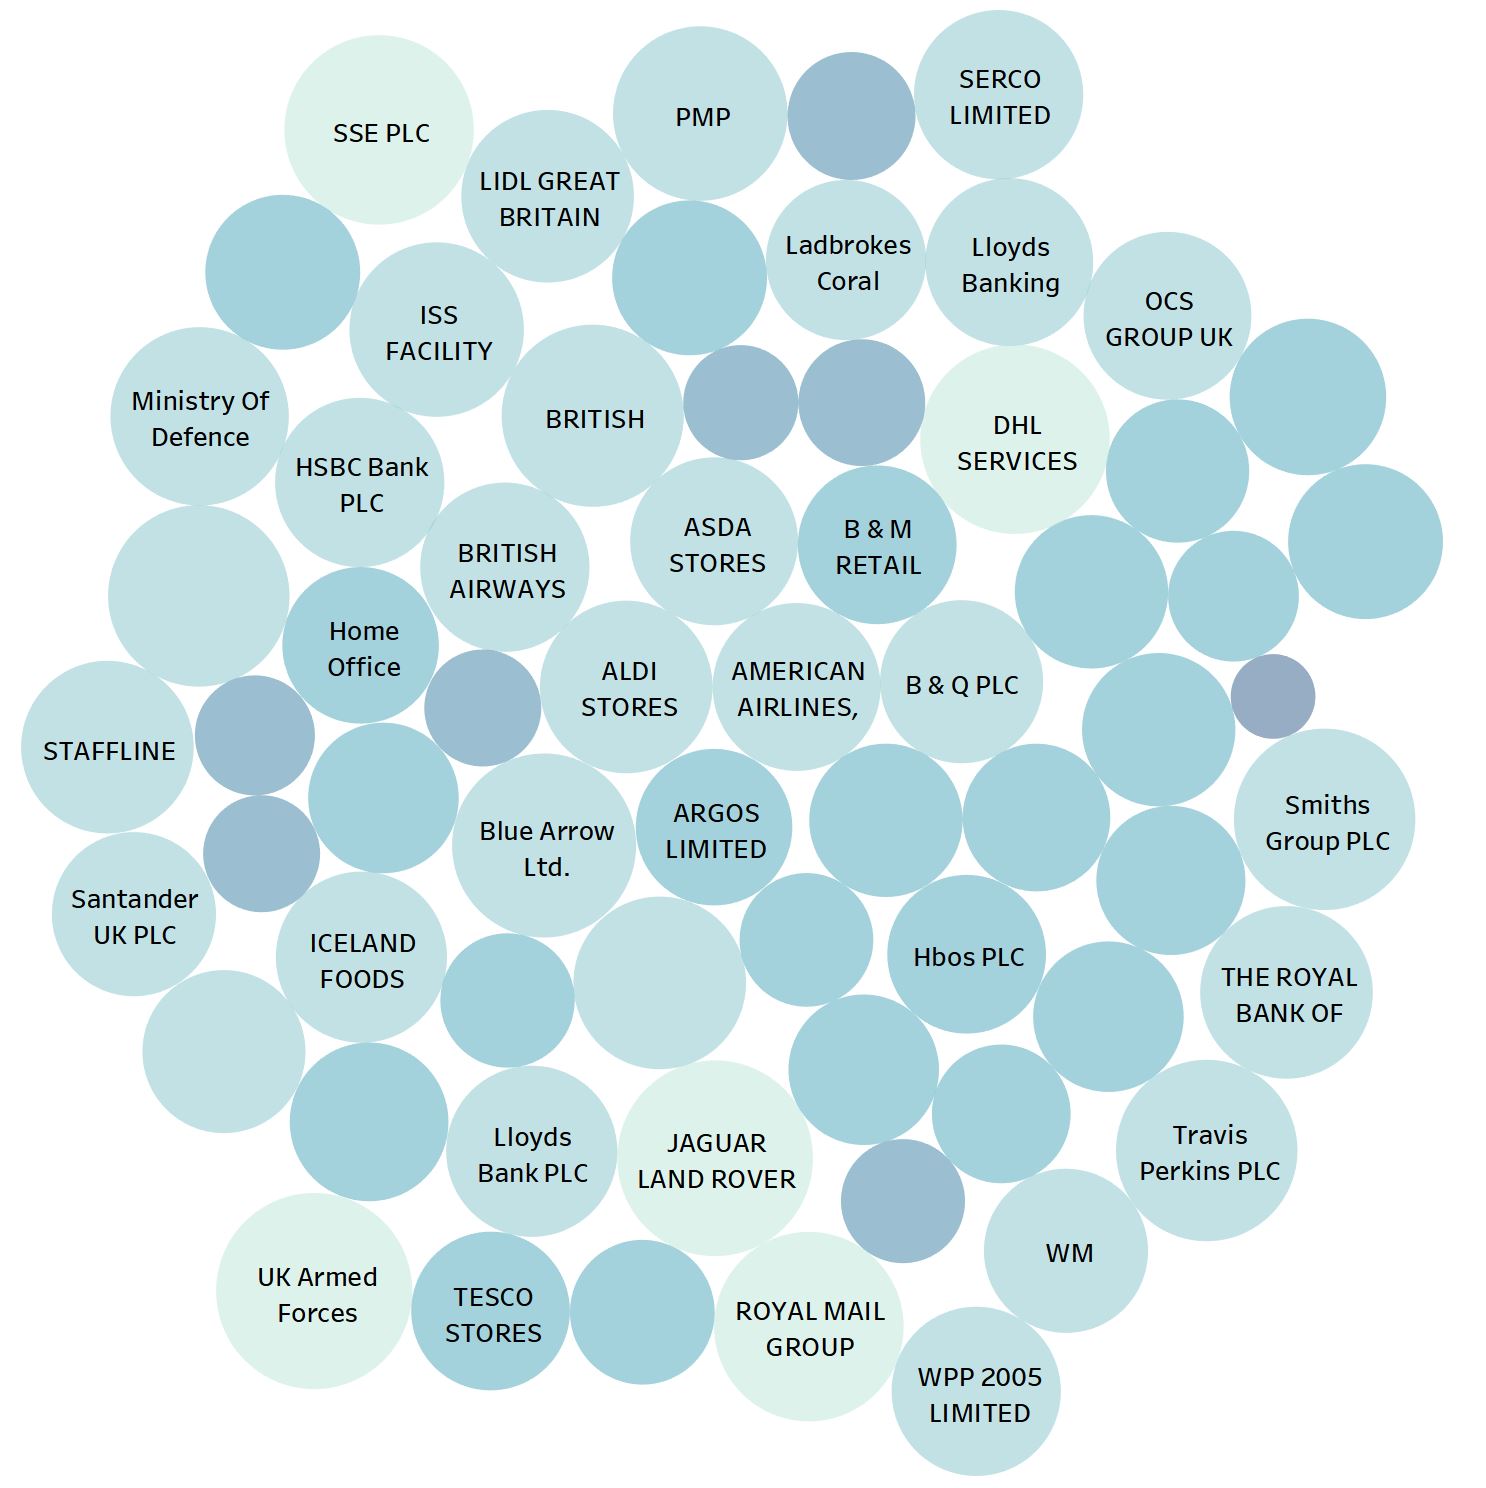 SERCO
LIMITED
PMP
SSE PLC
LIDL GREAT
BRITAIN
Ladbrokes
Coral
Lloyds
Banking
OCS
GROUP UK
ISS
FACILITY
Ministry Of
Defence
BRITISH
DHL
SERVICES
HSBC Bank
PLC
ASDA
STORES
B & M
RETAIL
BRITISH
AIRWAYS
Home
Office
ALDI
STORES
AMERICAN
AIRLINES,
B & Q PLC
STAFFLINE
Blue Arrow
Ltd.
ARGOS
LIMITED
Smiths
Group PLC
Santander
UK PLC
ICELAND
FOODS
Hbos PLC
THE ROYAL
BANK OF
Lloyds
Bank PLC
JAGUAR
LAND ROVER
Travis
Perkins PLC
WM
UK Armed
Forces
TESCO
STORES
ROYAL MAIL
GROUP
WPP 2005
LIMITED